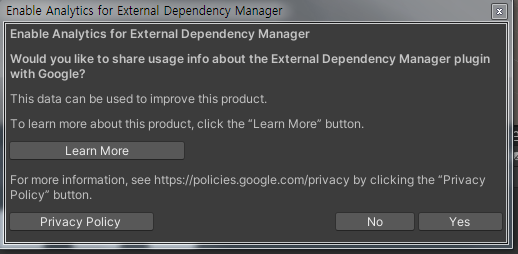 Enable Analytics for External Dependency Manager
Enable Analytics for External Dependency Manager
Would you like to share usage info about the External Dependency Manager plugin
with Google?
This data can be used to improve this product.
To learn more about this product, click the “Learn More” button.
Learn More
For more information, see https://policies.google.com/privacy by clicking the “Privacy
Policy” button.
Privacy Policy
No
Yes